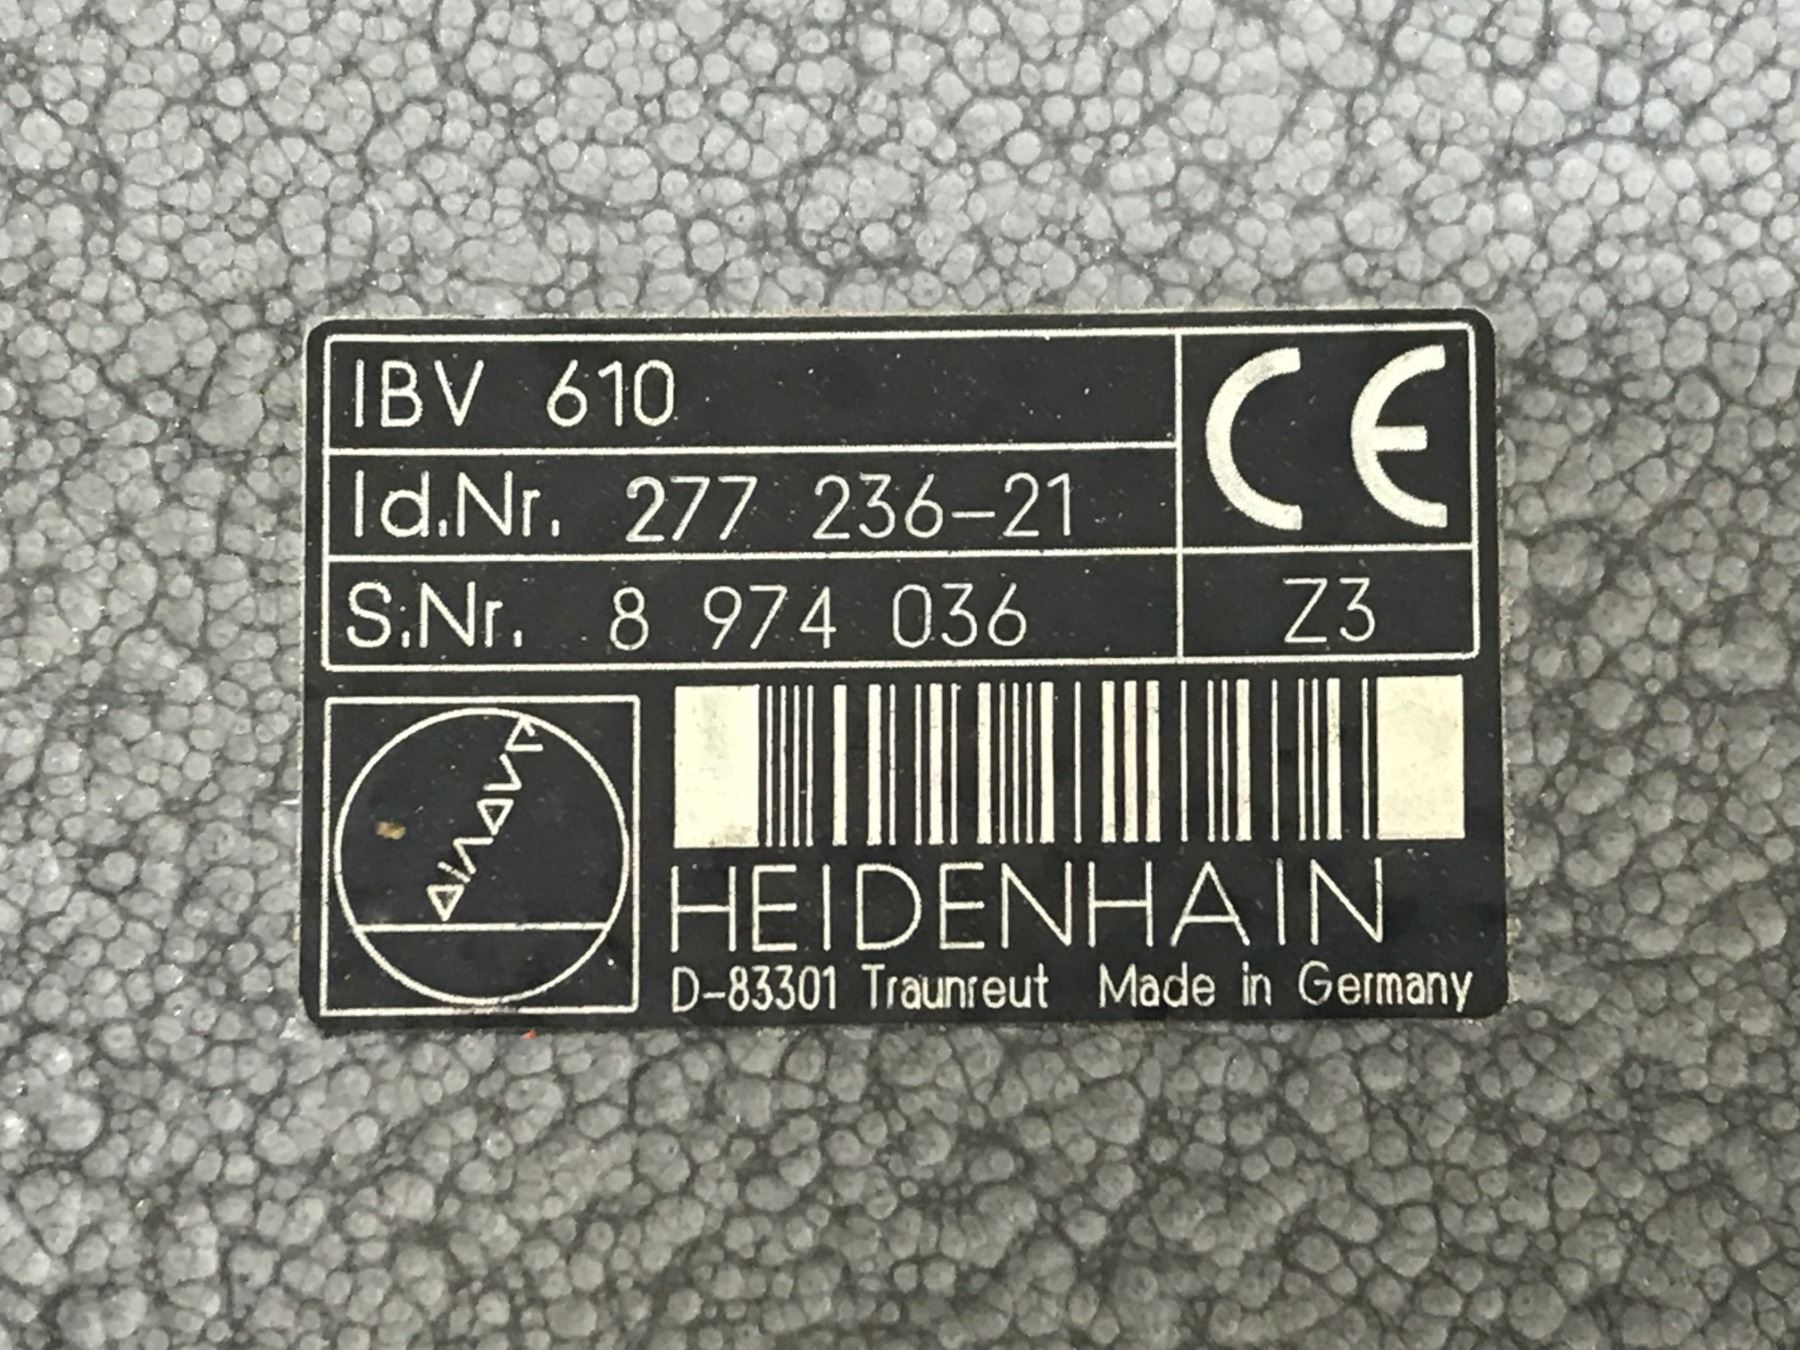 IBV 610
CE
Id.Nr. 277 236-21
S.Nr. 8 974 036
Z3
HEIDENHAIN
D-83301 Traunreut Made in Germany